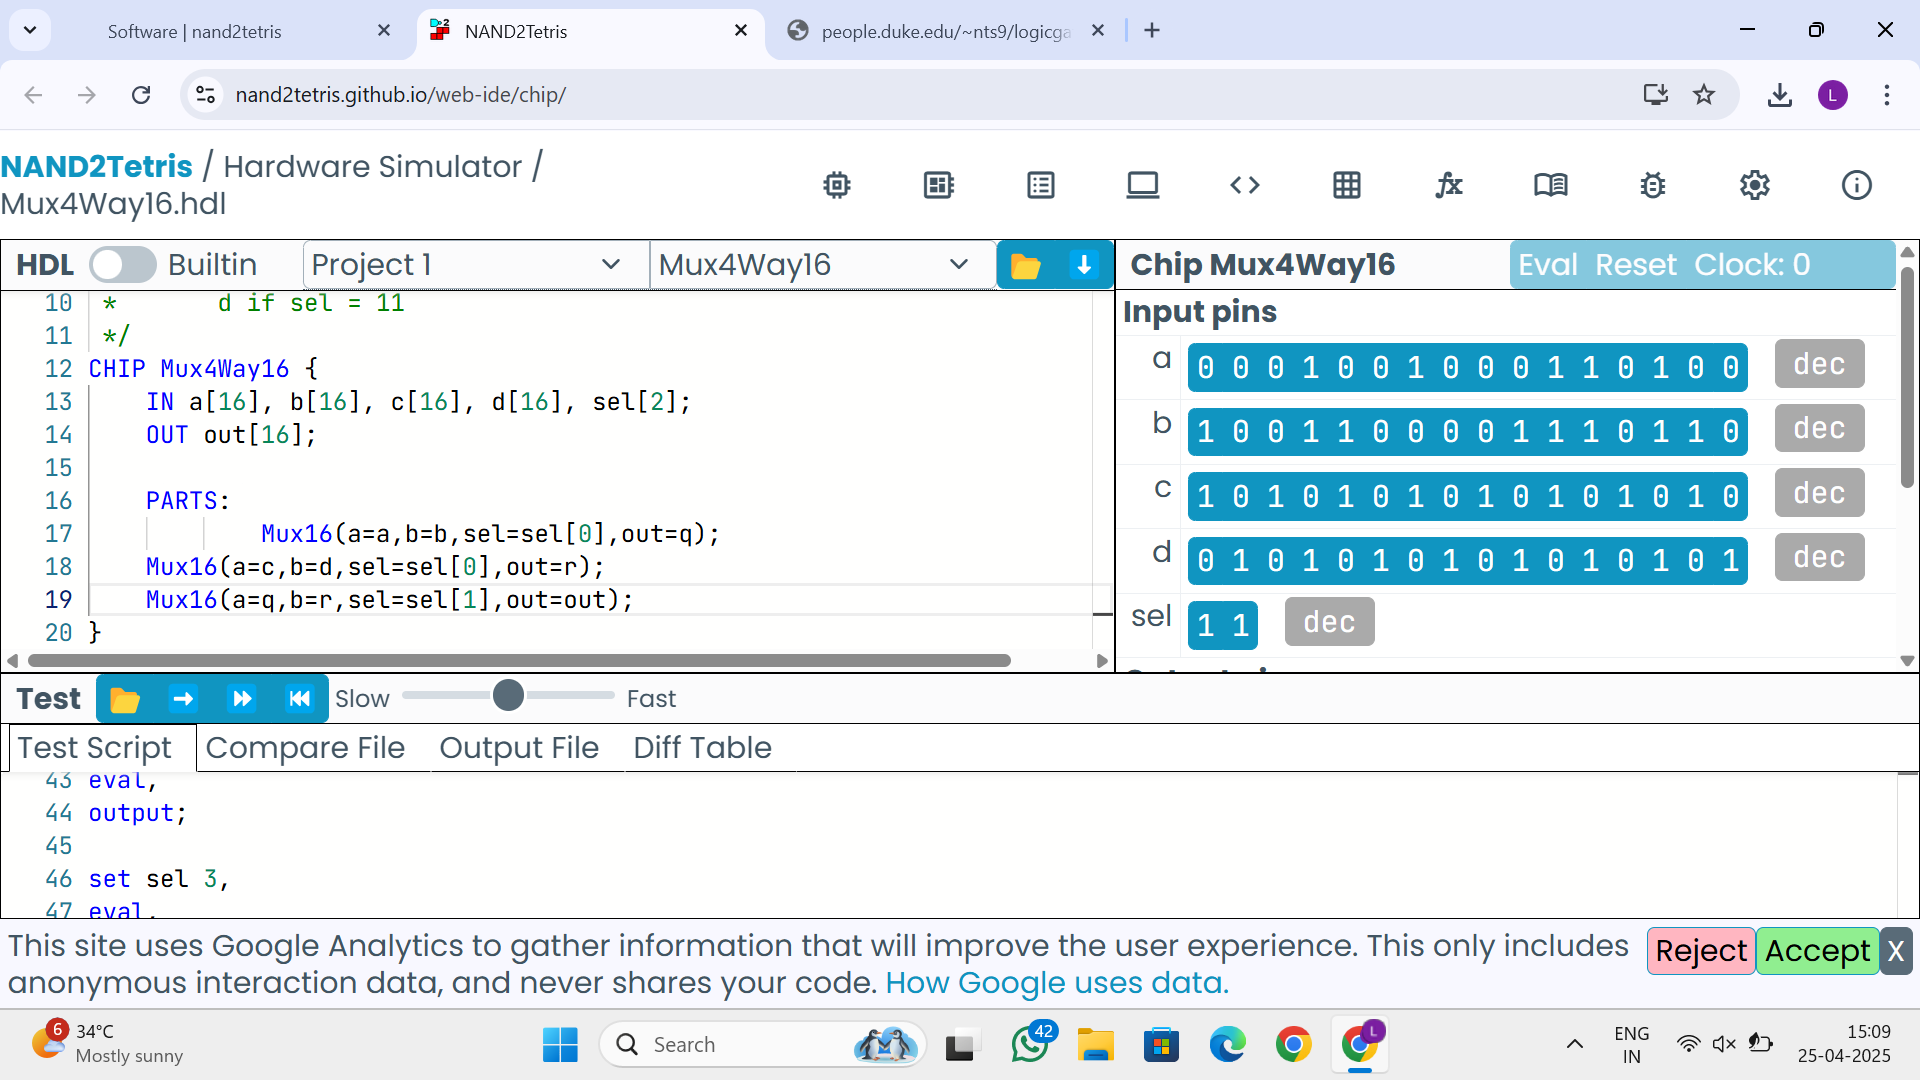 Software | nand2tetris
NAND2Tetris
people.duke.edu/~nts9/logicga
nand2tetris.github.io/web-ide/chip/
L
NAND2Tetris / Hardware Simulator /
Mux4Way16.hdl
HDL Builtin Project 1 Mux4Way16
10 * d if sel = 11
11 */
12 CHIP Mux4Way16 {
13 IN a[16], b[16], c[16], d[16], sel[2];
14 OUT out[16];
15
16 PARTS:
17 Mux16(a=a,b=b,sel=sel[0],out=q);
18 Mux16(a=c,b=d,sel=sel[0],out=r);
19 Mux16(a=q,b=r,sel=sel[1],out=out);
20 }
Chip Mux4Way16 Eval Reset Clock: 0
Input pins
a 0 0 0 1 0 0 1 0 0 0 1 1 0 1 0 0 dec
b 1 0 0 1 1 0 0 0 0 1 1 1 0 1 1 0 dec
c 1 0 1 0 1 0 1 0 1 0 1 0 1 0 1 0 dec
d 0 1 0 1 0 1 0 1 0 1 0 1 0 1 0 1 dec
sel 1 1 dec
Test Slow Fast
Test Script Compare File Output File Diff Table
43 eval,
44 output;
45
46 set sel 3,
47 eval,
This site uses Google Analytics to gather information that will improve the user experience. This only includes
anonymous interaction data, and never shares your code. How Google uses data.
Reject Accept X
6
34°C
Mostly sunny
Search
42
L
ENG
IN
15:09
25-04-2025